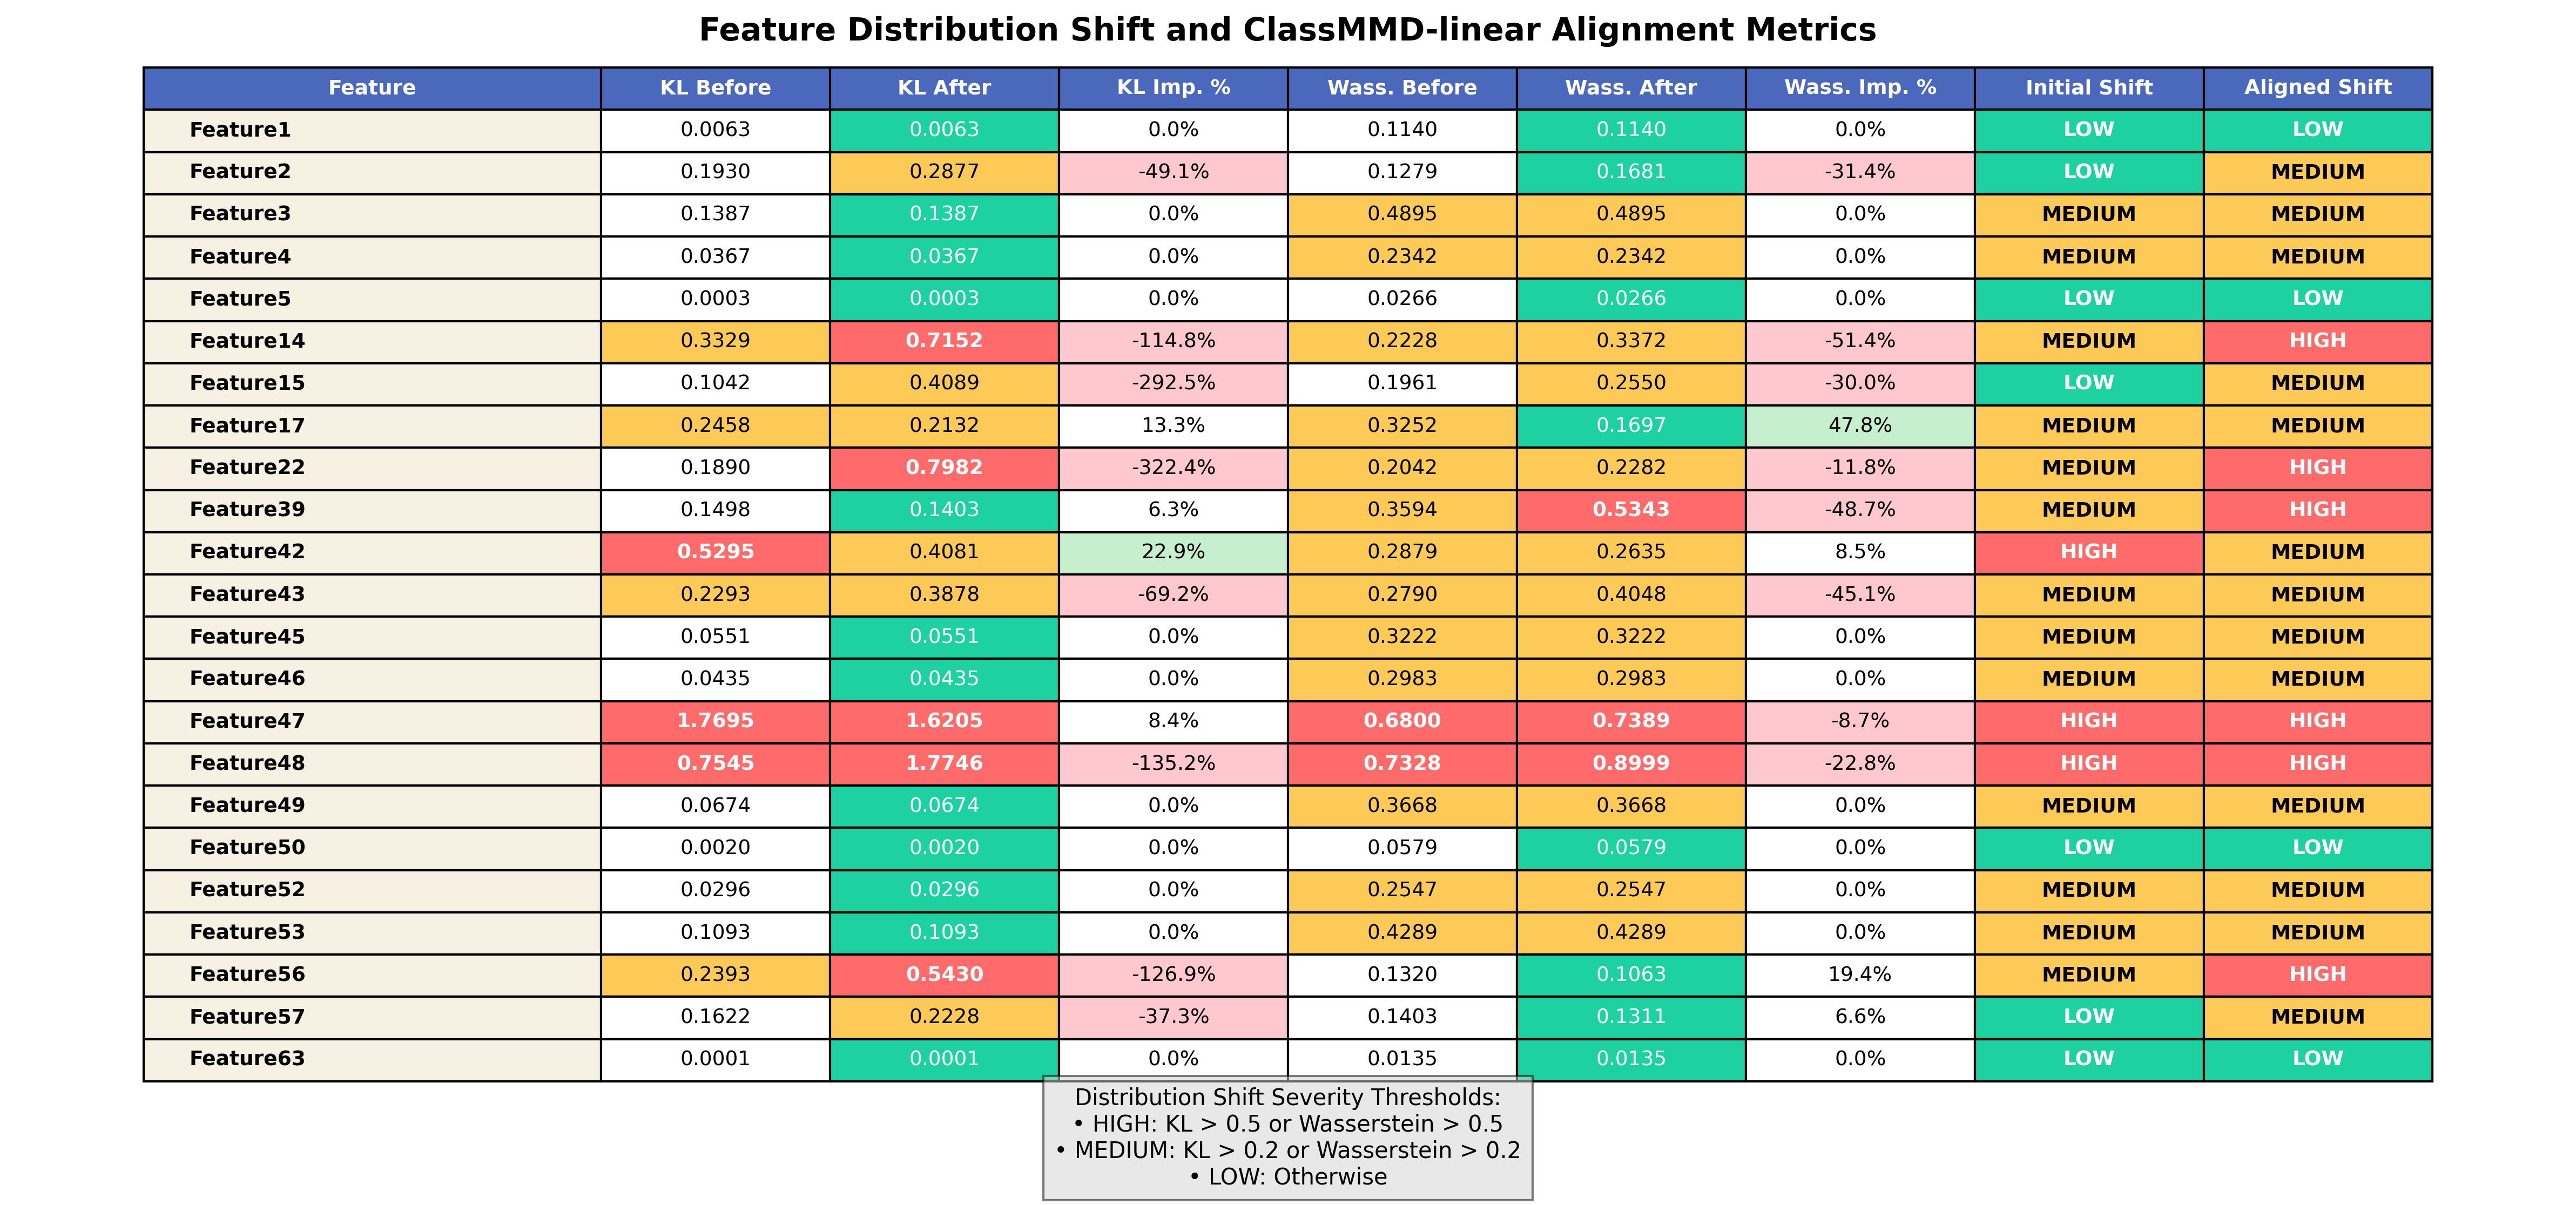 Feature Distribution Shift and ClassMMD-linear Alignment Metrics
Feature KL Before KL After KL Imp. % Wass. Before Wass. After Wass. Imp. % Initial Shift Aligned Shift
Feature1 0.0063 0.0063 0.0% 0.1140 0.1140 0.0% LOW LOW
Feature2 0.1930 0.2877 -49.1% 0.1279 0.1681 -31.4% LOW MEDIUM
Feature3 0.1387 0.1387 0.0% 0.4895 0.4895 0.0% MEDIUM MEDIUM
Feature4 0.0367 0.0367 0.0% 0.2342 0.2342 0.0% MEDIUM MEDIUM
Feature5 0.0003 0.0003 0.0% 0.0266 0.0266 0.0% LOW LOW
Feature14 0.3329 0.7152 -114.8% 0.2228 0.3372 -51.4% MEDIUM HIGH
Feature15 0.1042 0.4089 -292.5% 0.1961 0.2550 -30.0% LOW MEDIUM
Feature17 0.2458 0.2132 13.3% 0.3252 0.1697 47.8% MEDIUM MEDIUM
Feature22 0.1890 0.7982 -322.4% 0.2042 0.2282 -11.8% MEDIUM HIGH
Feature39 0.1498 0.1403 6.3% 0.3594 0.5343 -48.7% MEDIUM HIGH
Feature42 0.5295 0.4081 22.9% 0.2879 0.2635 8.5% HIGH MEDIUM
Feature43 0.2293 0.3878 -69.2% 0.2790 0.4048 -45.1% MEDIUM MEDIUM
Feature45 0.0551 0.0551 0.0% 0.3222 0.3222 0.0% MEDIUM MEDIUM
Feature46 0.0435 0.0435 0.0% 0.2983 0.2983 0.0% MEDIUM MEDIUM
Feature47 1.7695 1.6205 8.4% 0.6800 0.7389 -8.7% HIGH HIGH
Feature48 0.7545 1.7746 -135.2% 0.7328 0.8999 -22.8% HIGH HIGH
Feature49 0.0674 0.0674 0.0% 0.3668 0.3668 0.0% MEDIUM MEDIUM
Feature50 0.0020 0.0020 0.0% 0.0579 0.0579 0.0% LOW LOW
Feature52 0.0296 0.0296 0.0% 0.2547 0.2547 0.0% MEDIUM MEDIUM
Feature53 0.1093 0.1093 0.0% 0.4289 0.4289 0.0% MEDIUM MEDIUM
Feature56 0.2393 0.5430 -126.9% 0.1320 0.1063 19.4% MEDIUM HIGH
Feature57 0.1622 0.2228 -37.3% 0.1403 0.1311 6.6% LOW MEDIUM
Feature63 0.0001 0.0001 0.0% 0.0135 0.0135 0.0% LOW LOW
Distribution Shift Severity Thresholds:
• HIGH: KL > 0.5 or Wasserstein > 0.5
• MEDIUM: KL > 0.2 or Wasserstein > 0.2
• LOW: Otherwise